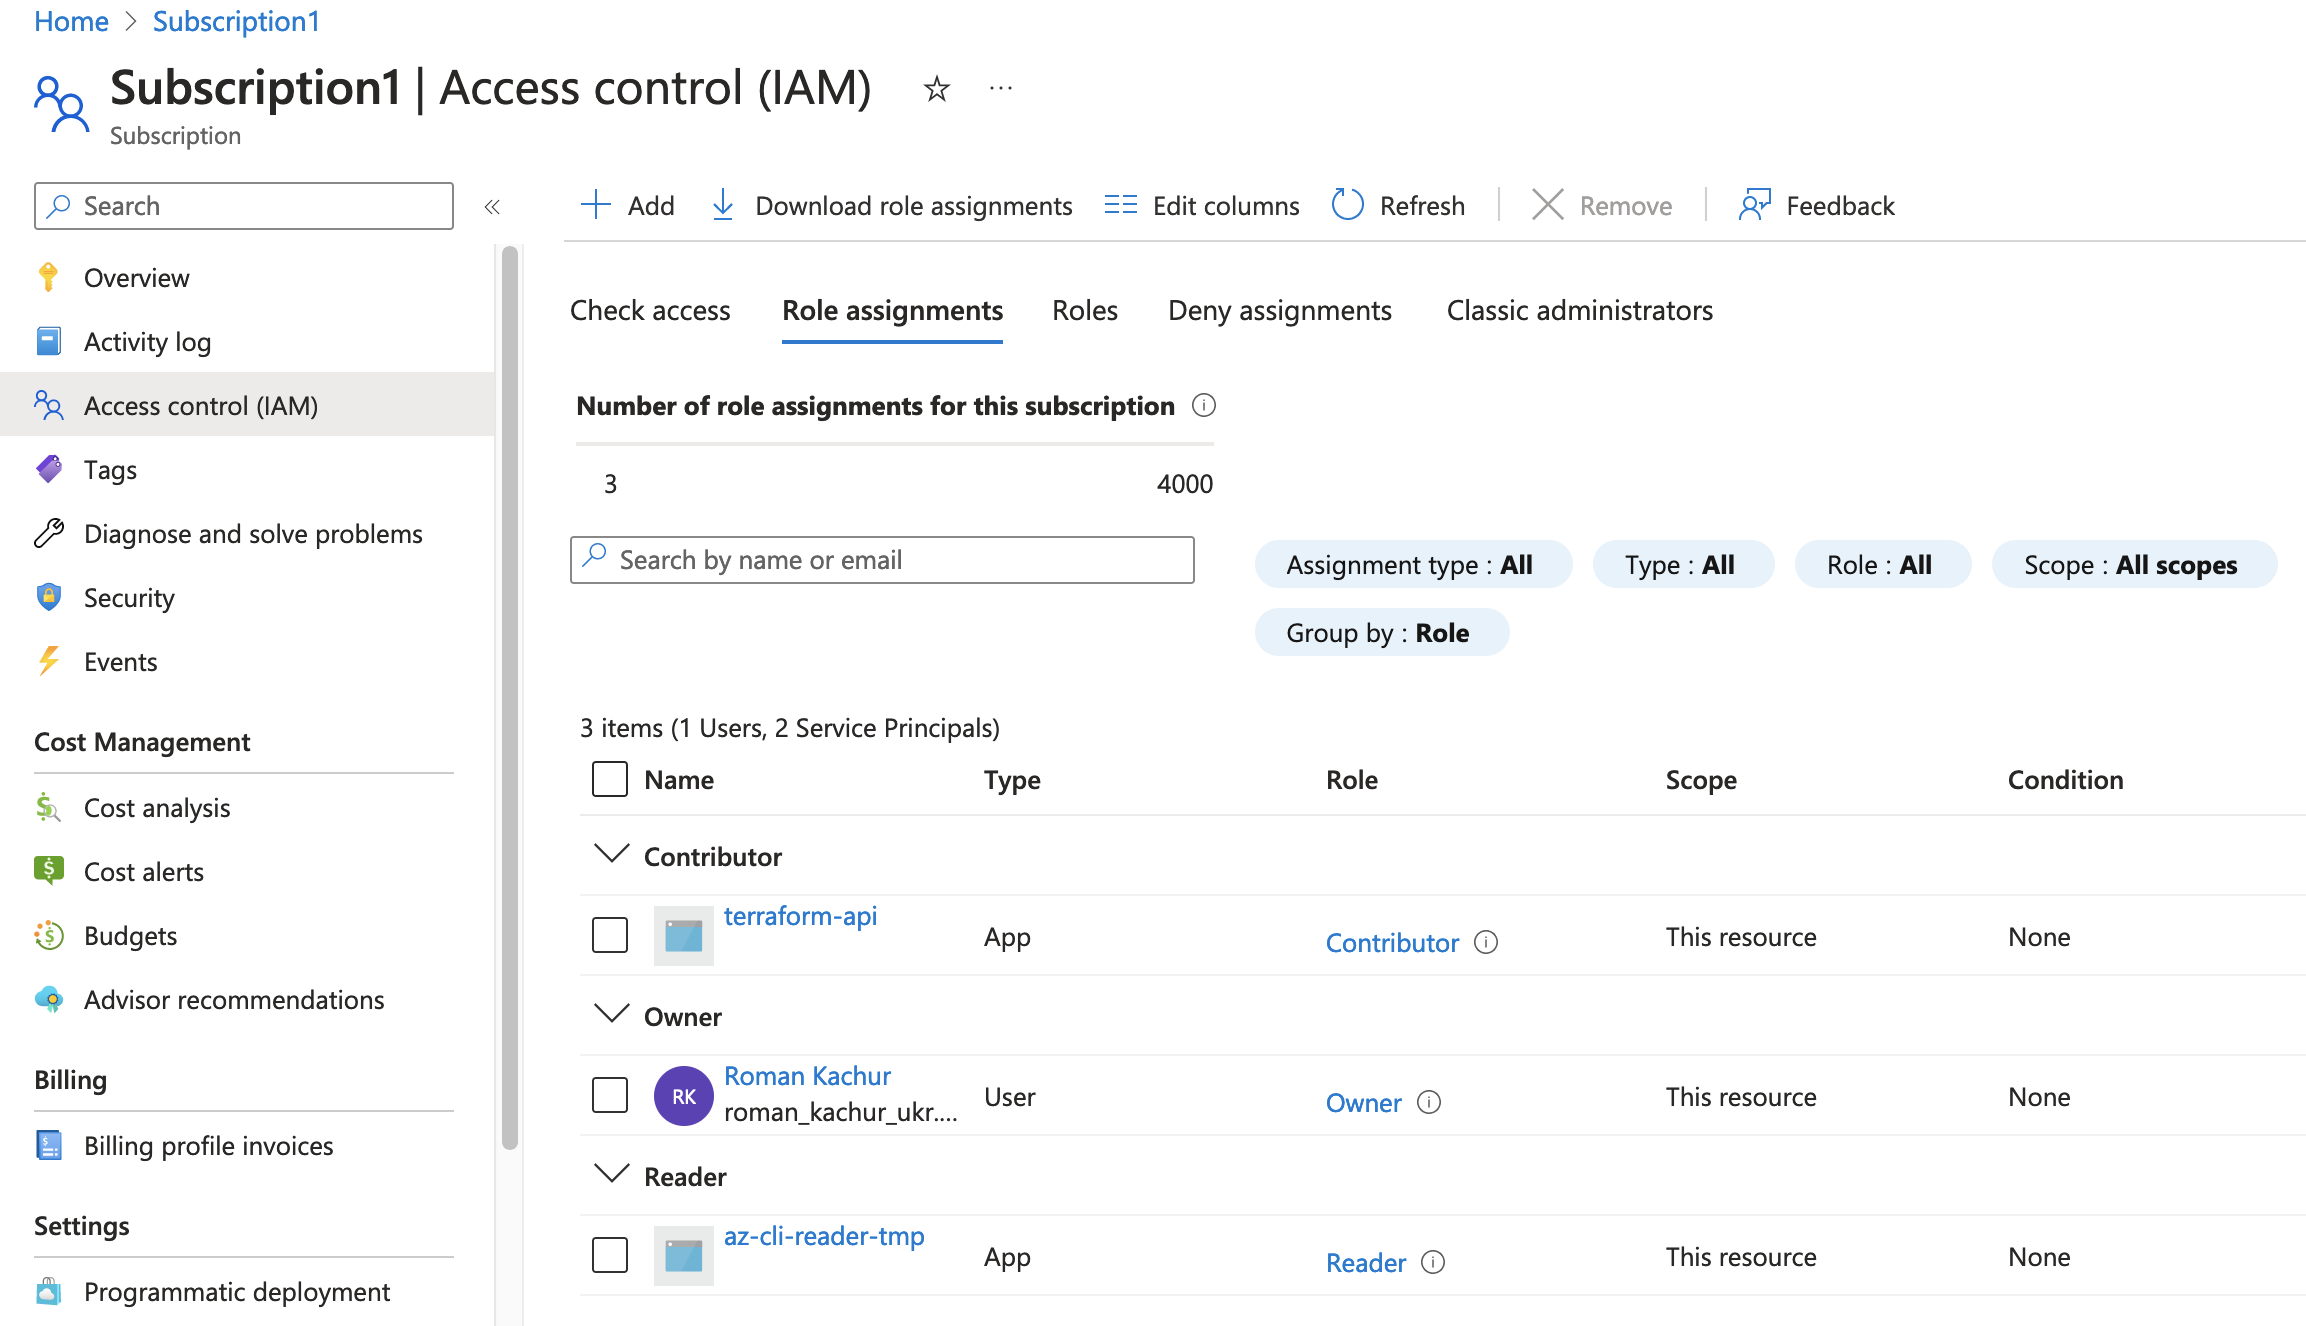 Home > Subscription1
Subscription1 | Access control (IAM) ☆ ···
Subscription
Search «
Overview
Activity log
Access control (IAM)
Tags
Diagnose and solve problems
Security
Events
Cost Management
Cost analysis
Cost alerts
Budgets
Advisor recommendations
Billing
Billing profile invoices
Settings
Programmatic deployment
Add Download role assignments Edit columns Refresh Remove Feedback
Check access Role assignments Roles Deny assignments Classic administrators
Number of role assignments for this subscription
3 4000
Search by name or email
Assignment type : All Type : All Role : All Scope : All scopes
Group by : Role
3 items (1 Users, 2 Service Principals)
Name Type Role Scope Condition
Contributor
terraform-api App Contributor This resource None
Owner
RK Roman Kachur
roman_kachur_ukr.... User Owner This resource None
Reader
az-cli-reader-tmp App Reader This resource None